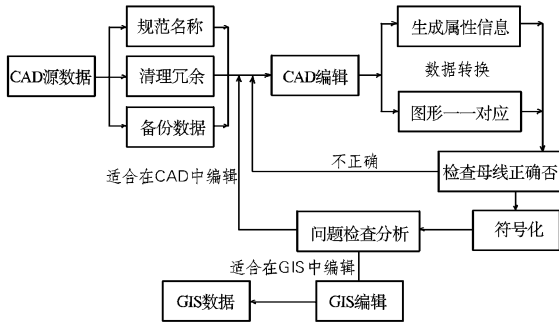 规范名称
生成属性信息
CAD源数据
清理冗余
CAD编辑
数据转换
备份数据
图形一一对应
不正确
适合在CAD中编辑
检查母线正确否
问题检查分析
符号化
适合在GIS中编辑
GIS数据
GIS编辑